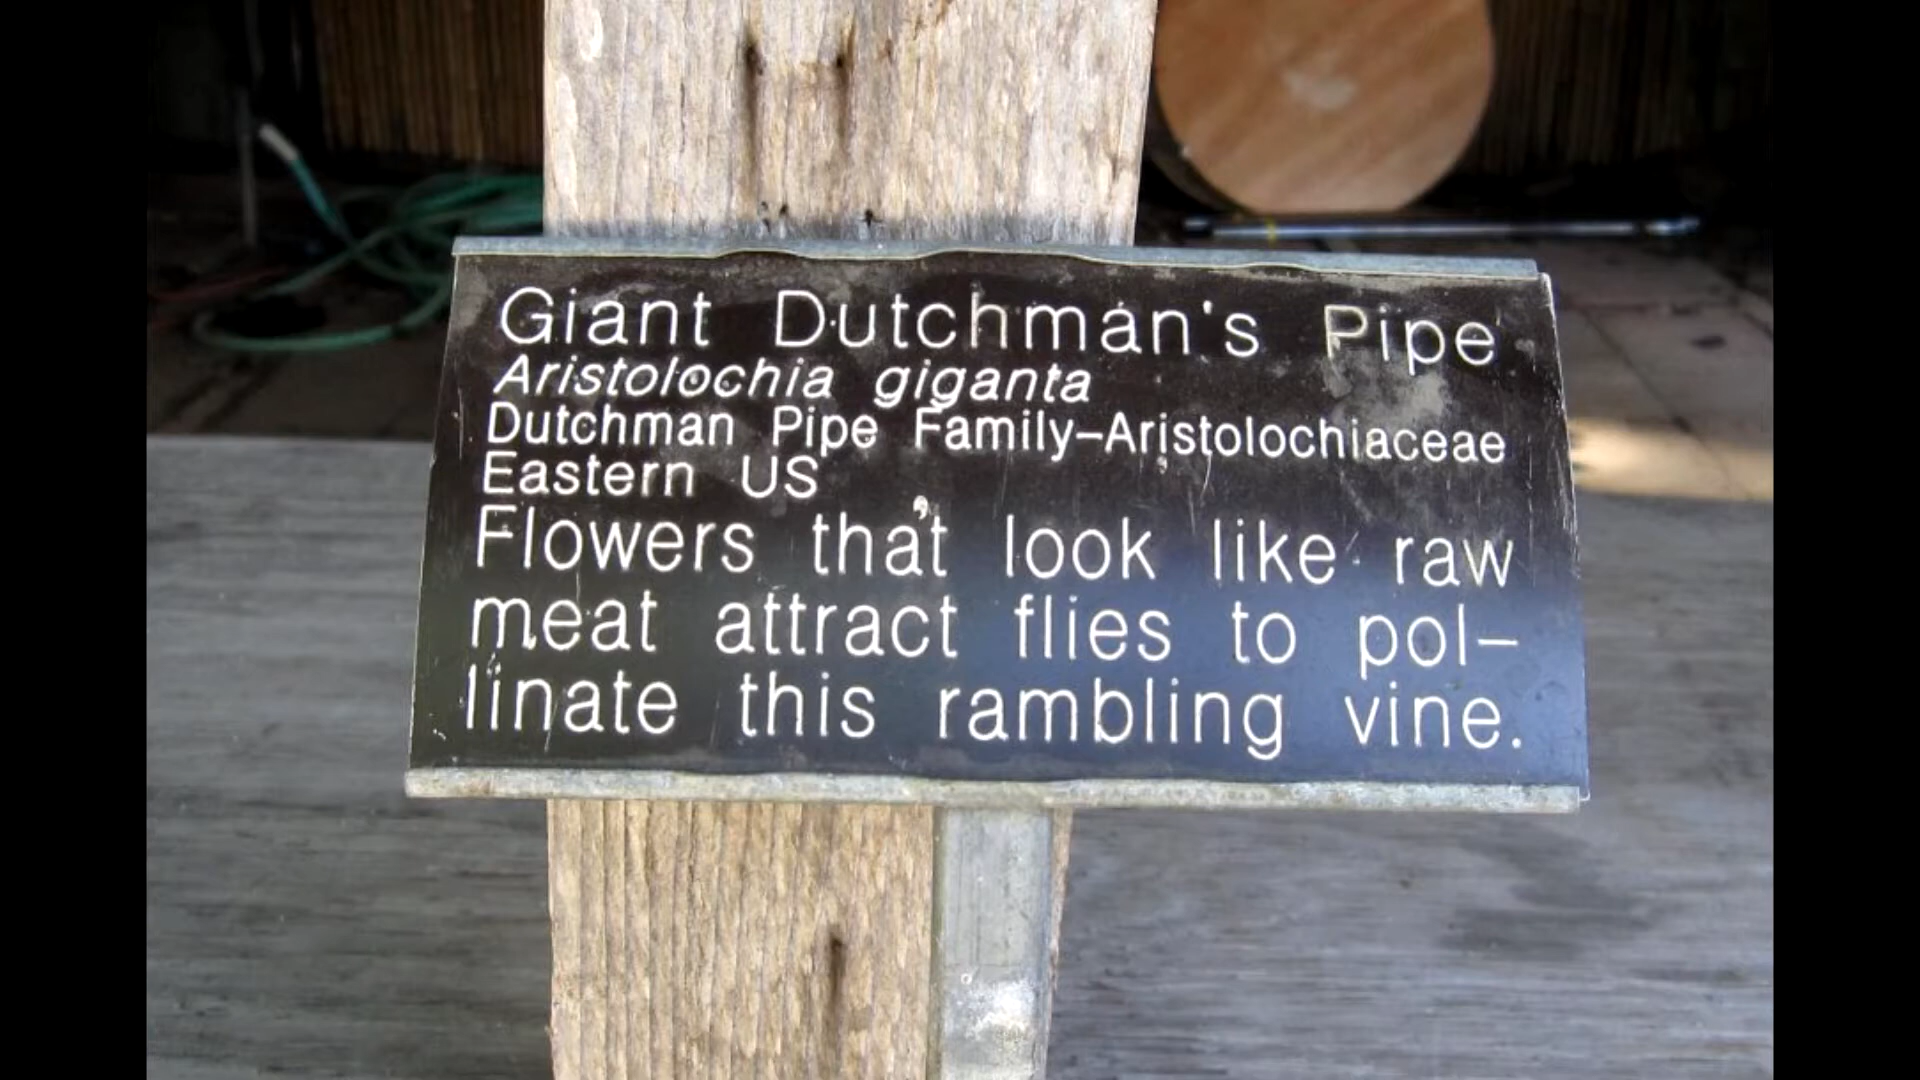 Giant Dutchman's Pipe
Aristolochia giganta
Dutchman Pipe Family-Aristolochiaceae
Eastern US
Flowers that look like raw
meat attract flies to pol-
linate this rambling vine.